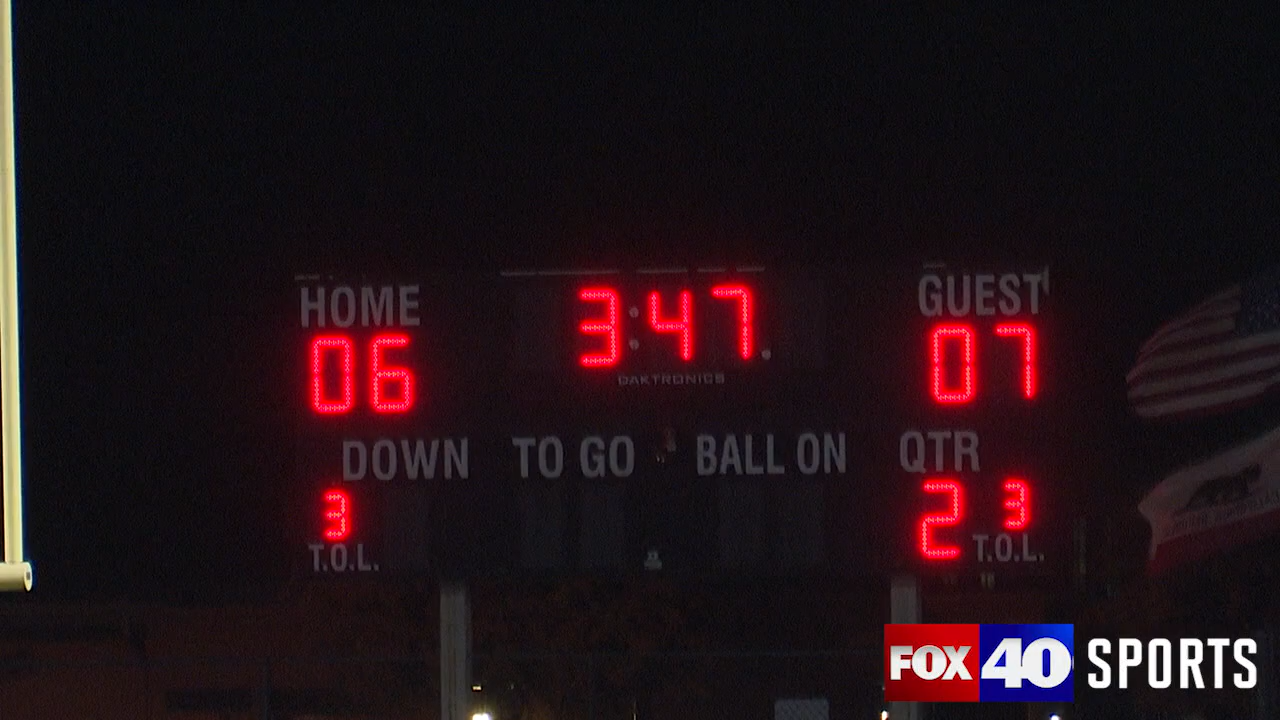 HOME 3:47 GUEST
06 07
DAKTRONICS
DOWN TO GO BALL ON QTR
3 2 3
T.O.L. T.O.L.
FOX 40 SPORTS